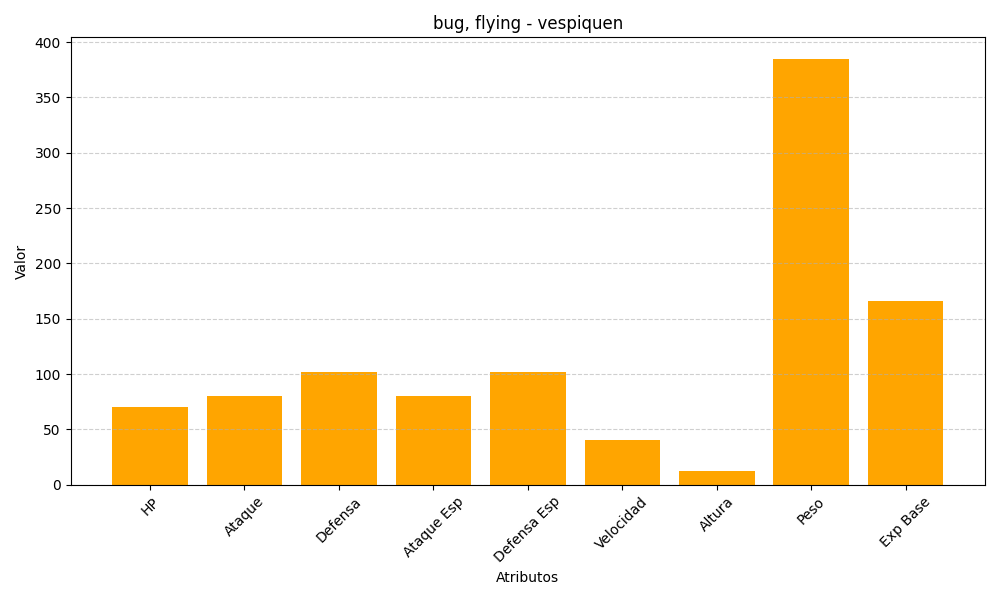 bug, flying - vespiquen
Valor
400
350
300
250
200
150
100
50
0
HP
Ataque
Defensa
Ataque Esp
Defensa Esp
Velocidad
Altura
Peso
Exp Base
Atributos